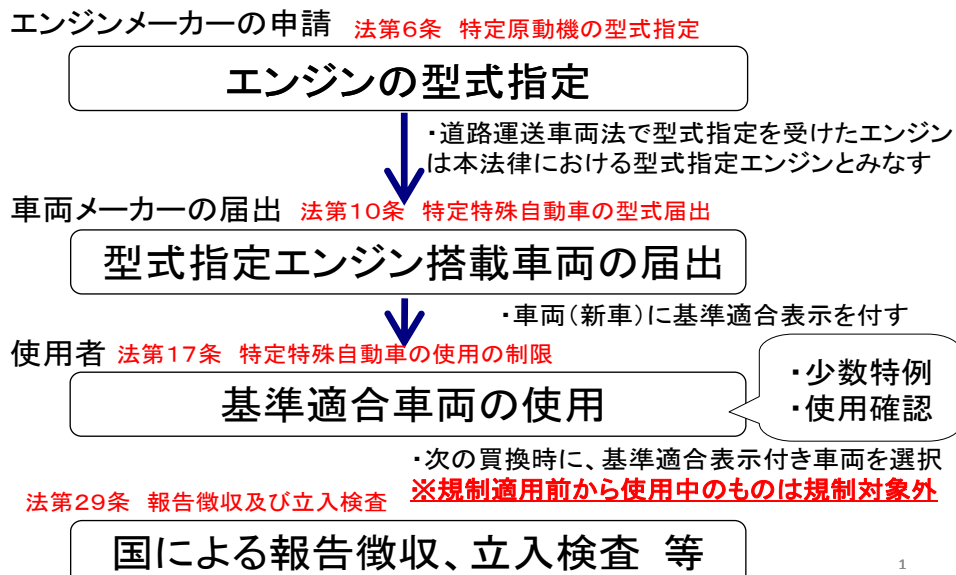 エンジンメーカーの申請 法第6条 特定原動機の型式指定
エンジンの型式指定
・道路運送車両法で型式指定を受けたエンジン
は本法律における型式指定エンジンとみなす
車両メーカーの届出 法第10条 特定特殊自動車の型式届出
型式指定エンジン搭載車両の届出
・車両(新車)に基準適合表示を付す
使用者 法第17条 特定特殊自動車の使用の制限
基準適合車両の使用
・少数特例
・使用確認
・次の買換時に、基準適合表示付き車両を選択
※規制適用前から使用中のものは規制対象外
法第29条 報告徴収及び立入検査
国による報告徴収、立入検査 等
1